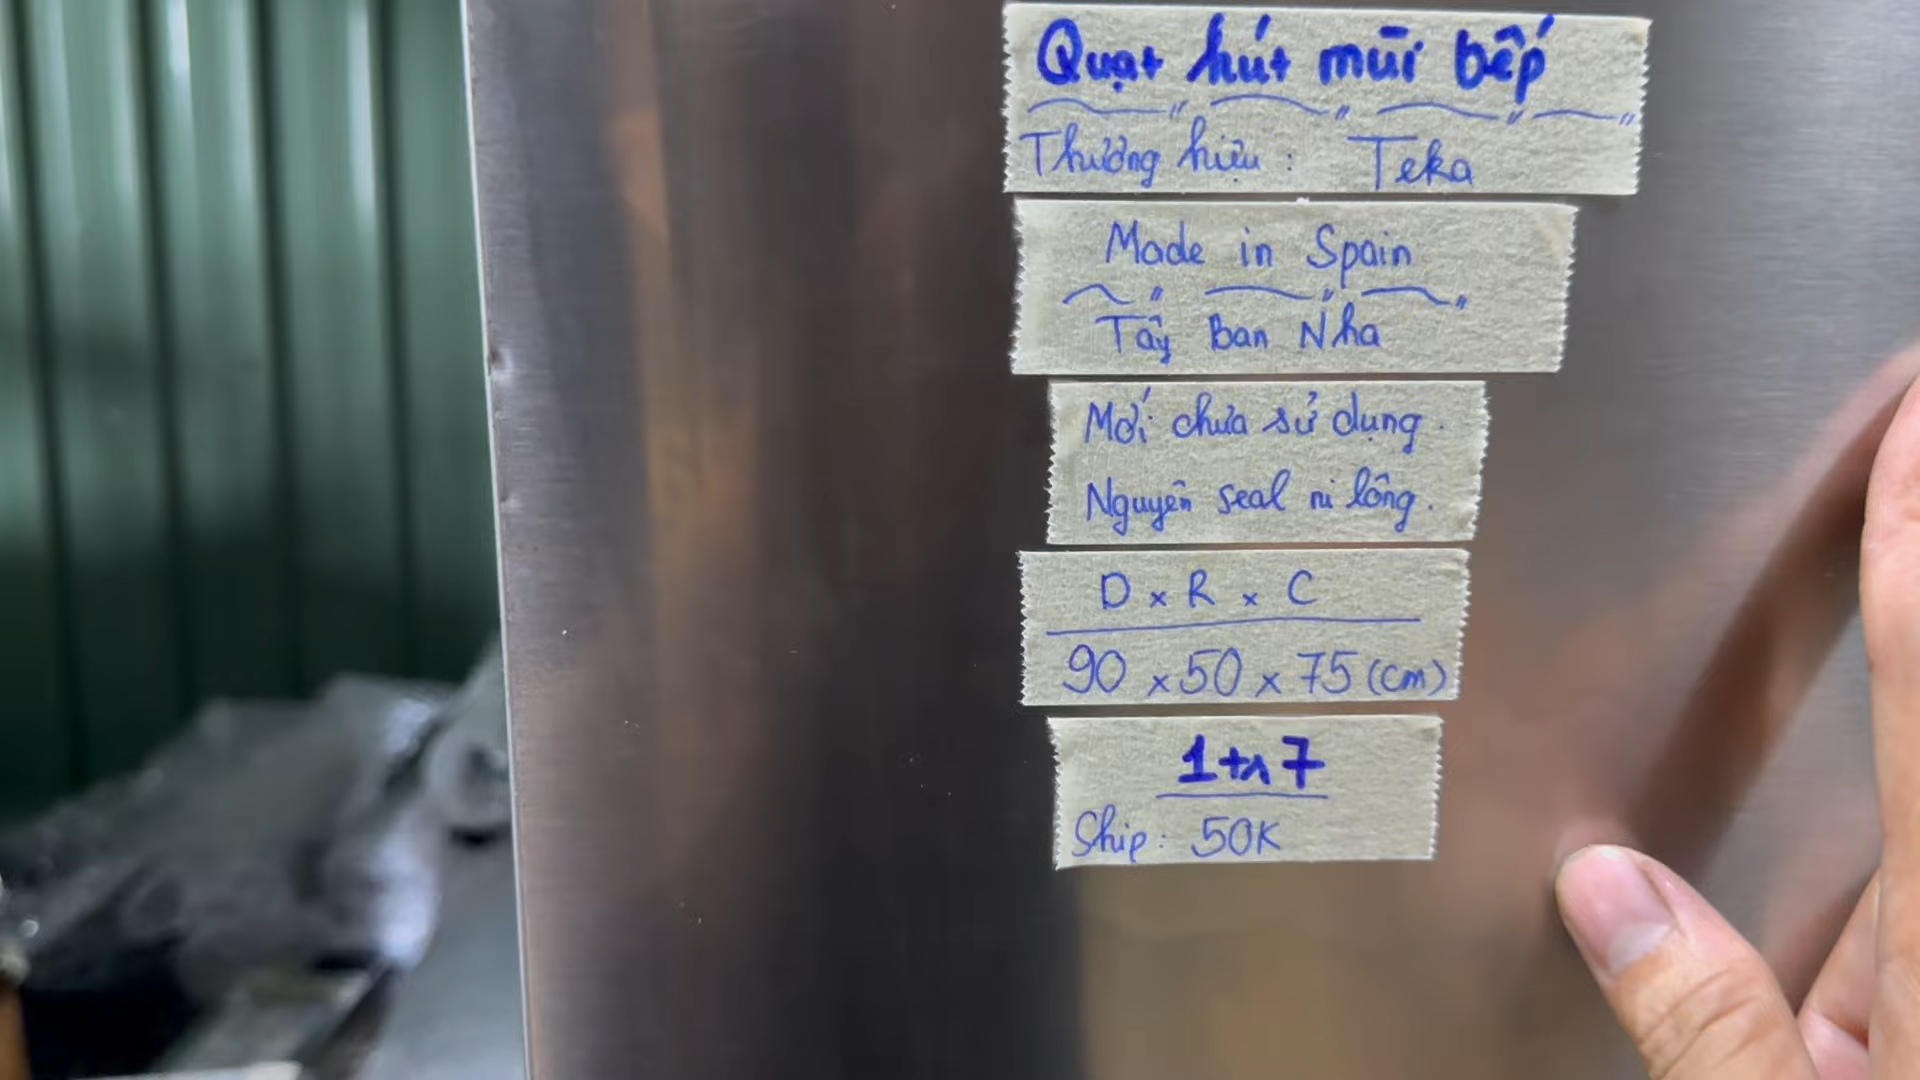 Quạt hút mùi bếp
Thương hiệu : Teka
Made in Spain
Tây Ban Nha
Mới chưa sử dụng.
Nguyên seal ni lông.
D x R x C
90 x 50 x 75 (cm)
1tr7
Ship: 50K